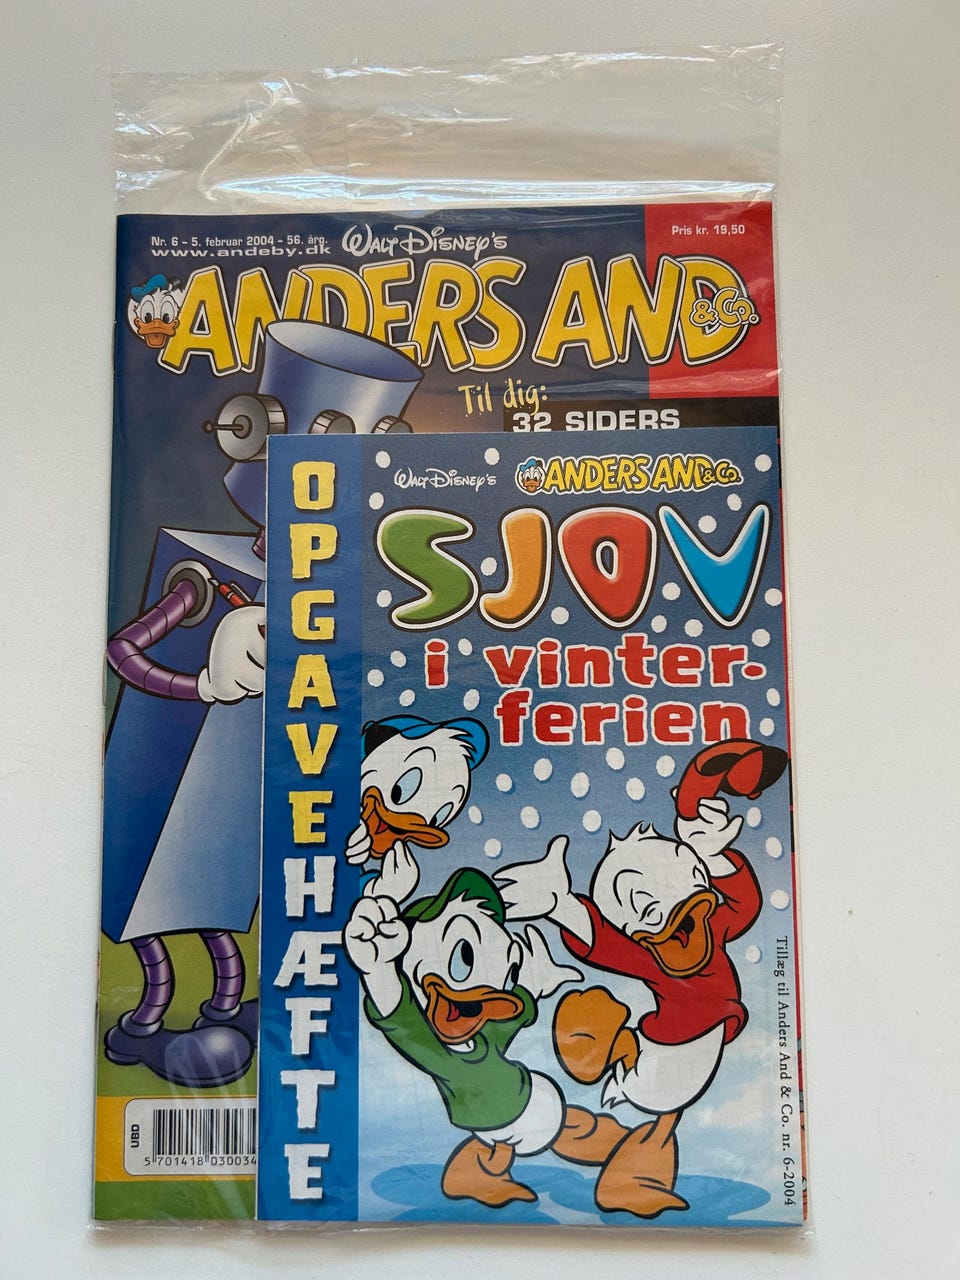 Nr. 6 - 5. februar 2004 - 56. årg.
www.andeby.dk
WALT DISNEY'S
Pris kr. 19,50
ANDERS AND
& Co.
Til dig:
32 SIDERS
OPGAVEHÆFTE
WALT DISNEY'S
ANDERS AND & Co.
SJOV
i vinter-
ferien
Tillæg til Anders And & Co. nr. 6-2004
UBD
5 701418 03003